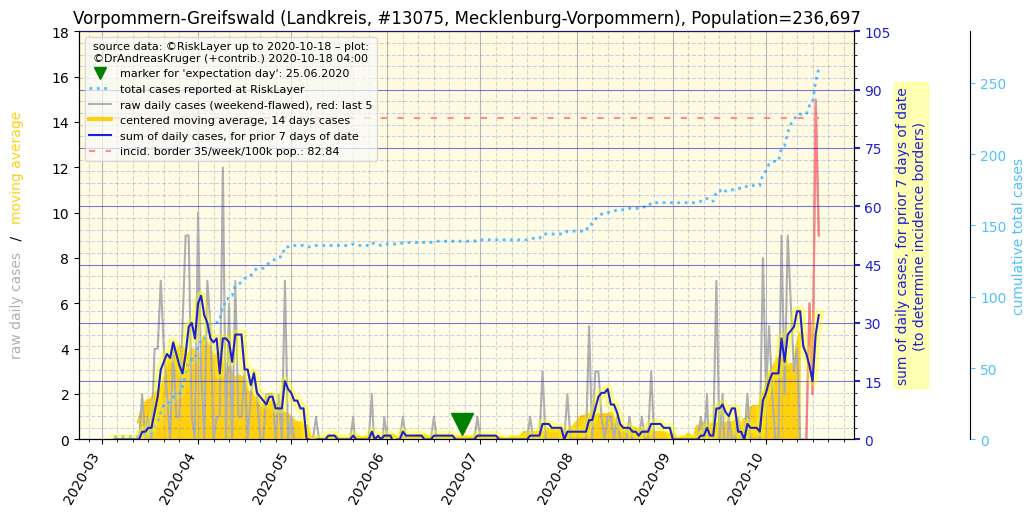 Vorpommern-Greifswald (Landkreis, #13075, Mecklenburg-Vorpommern), Population=236,697
source data: ©RiskLayer up to 2020-10-18 – plot:
©DrAndreasKruger (+contrib.) 2020-10-18 04:00
marker for 'expectation day': 25.06.2020
total cases reported at RiskLayer
raw daily cases (weekend-flawed), red: last 5
centered moving average, 14 days cases
sum of daily cases, for prior 7 days of date
incid. border 35/week/100k pop.: 82.84
raw daily cases / moving average
18
16
14
12
10
8
6
4
2
0
2020-03
2020-04
2020-05
2020-06
2020-07
2020-08
2020-09
2020-10
105
90
75
60
45
30
15
0
sum of daily cases, for prior 7 days of date
(to determine incidence borders)
250
200
150
100
50
0
cumulative total cases